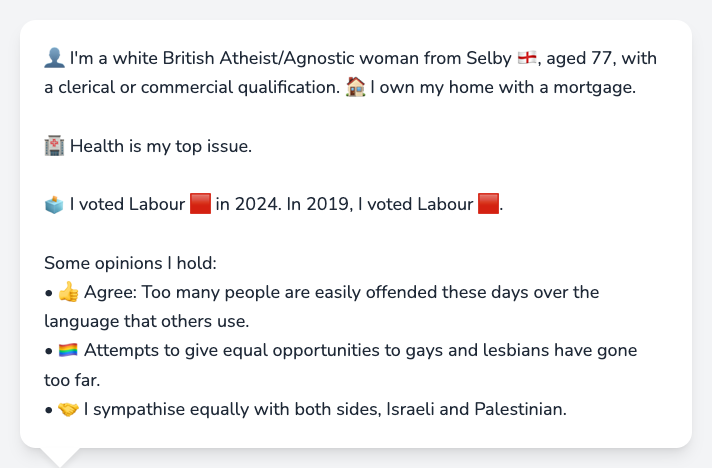 👤 I'm a white British Atheist/Agnostic woman from Selby 🏴󠁧󠁢󠁥󠁮󠁧󠁿, aged 77, with
a clerical or commercial qualification. 🏠 I own my home with a mortgage.
🏥 Health is my top issue.
🗳️ I voted Labour 🟥 in 2024. In 2019, I voted Labour 🟥.
Some opinions I hold:
• 👍 Agree: Too many people are easily offended these days over the
language that others use.
• 🏳️‍🌈 Attempts to give equal opportunities to gays and lesbians have gone
too far.
• 🤝 I sympathise equally with both sides, Israeli and Palestinian.